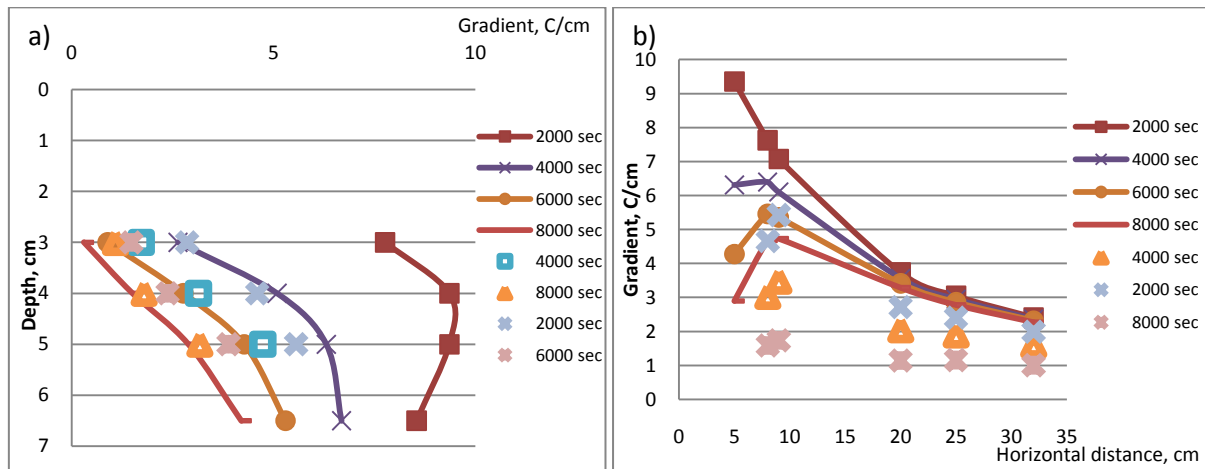 a)
Gradient, C/cm
0 5 10
0
1
2
3
4
5
6
7
Depth, cm
2000 sec
4000 sec
6000 sec
8000 sec
4000 sec
8000 sec
2000 sec
6000 sec
b)
10
9
8
7
6
5
4
3
2
1
0
Gradient, C/cm
0 5 10 15 20 25 30 35
Horizontal distance, cm
2000 sec
4000 sec
6000 sec
8000 sec
4000 sec
2000 sec
8000 sec